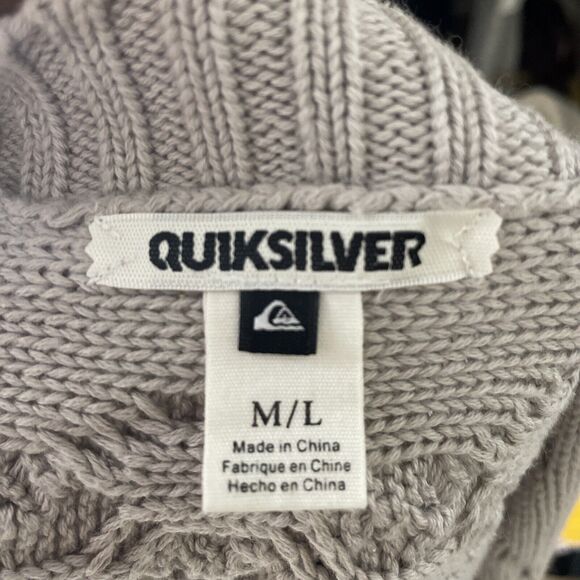 QUIKSILVER
M/L
Made in China
Fabrique en Chine
Hecho en China